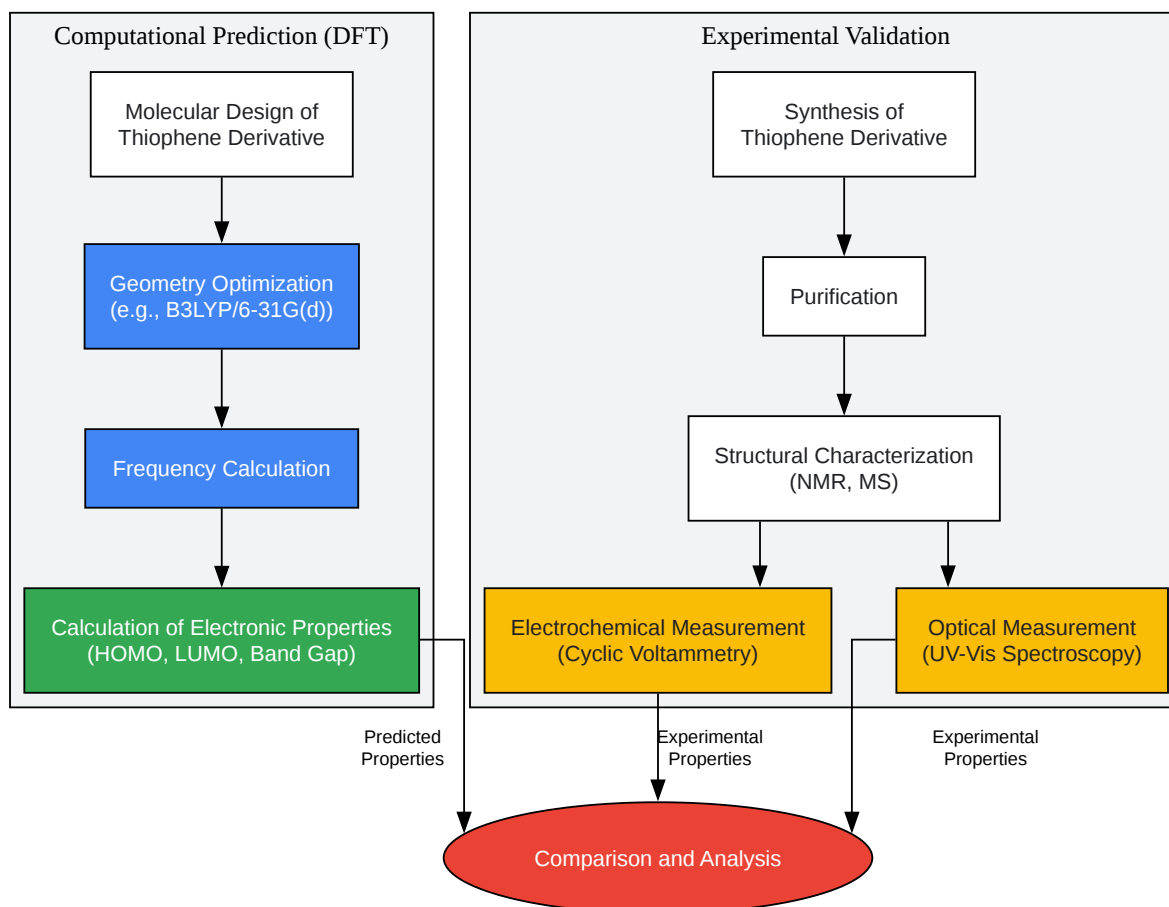 Computational Prediction (DFT)
Molecular Design of
Thiophene Derivative
Geometry Optimization
(e.g., B3LYP/6-31G(d))
Frequency Calculation
Calculation of Electronic Properties
(HOMO, LUMO, Band Gap)
Experimental Validation
Synthesis of
Thiophene Derivative
Purification
Structural Characterization
(NMR, MS)
Electrochemical Measurement
(Cyclic Voltammetry)
Optical Measurement
(UV-Vis Spectroscopy)
Predicted
Properties
Experimental
Properties
Experimental
Properties
Comparison and Analysis